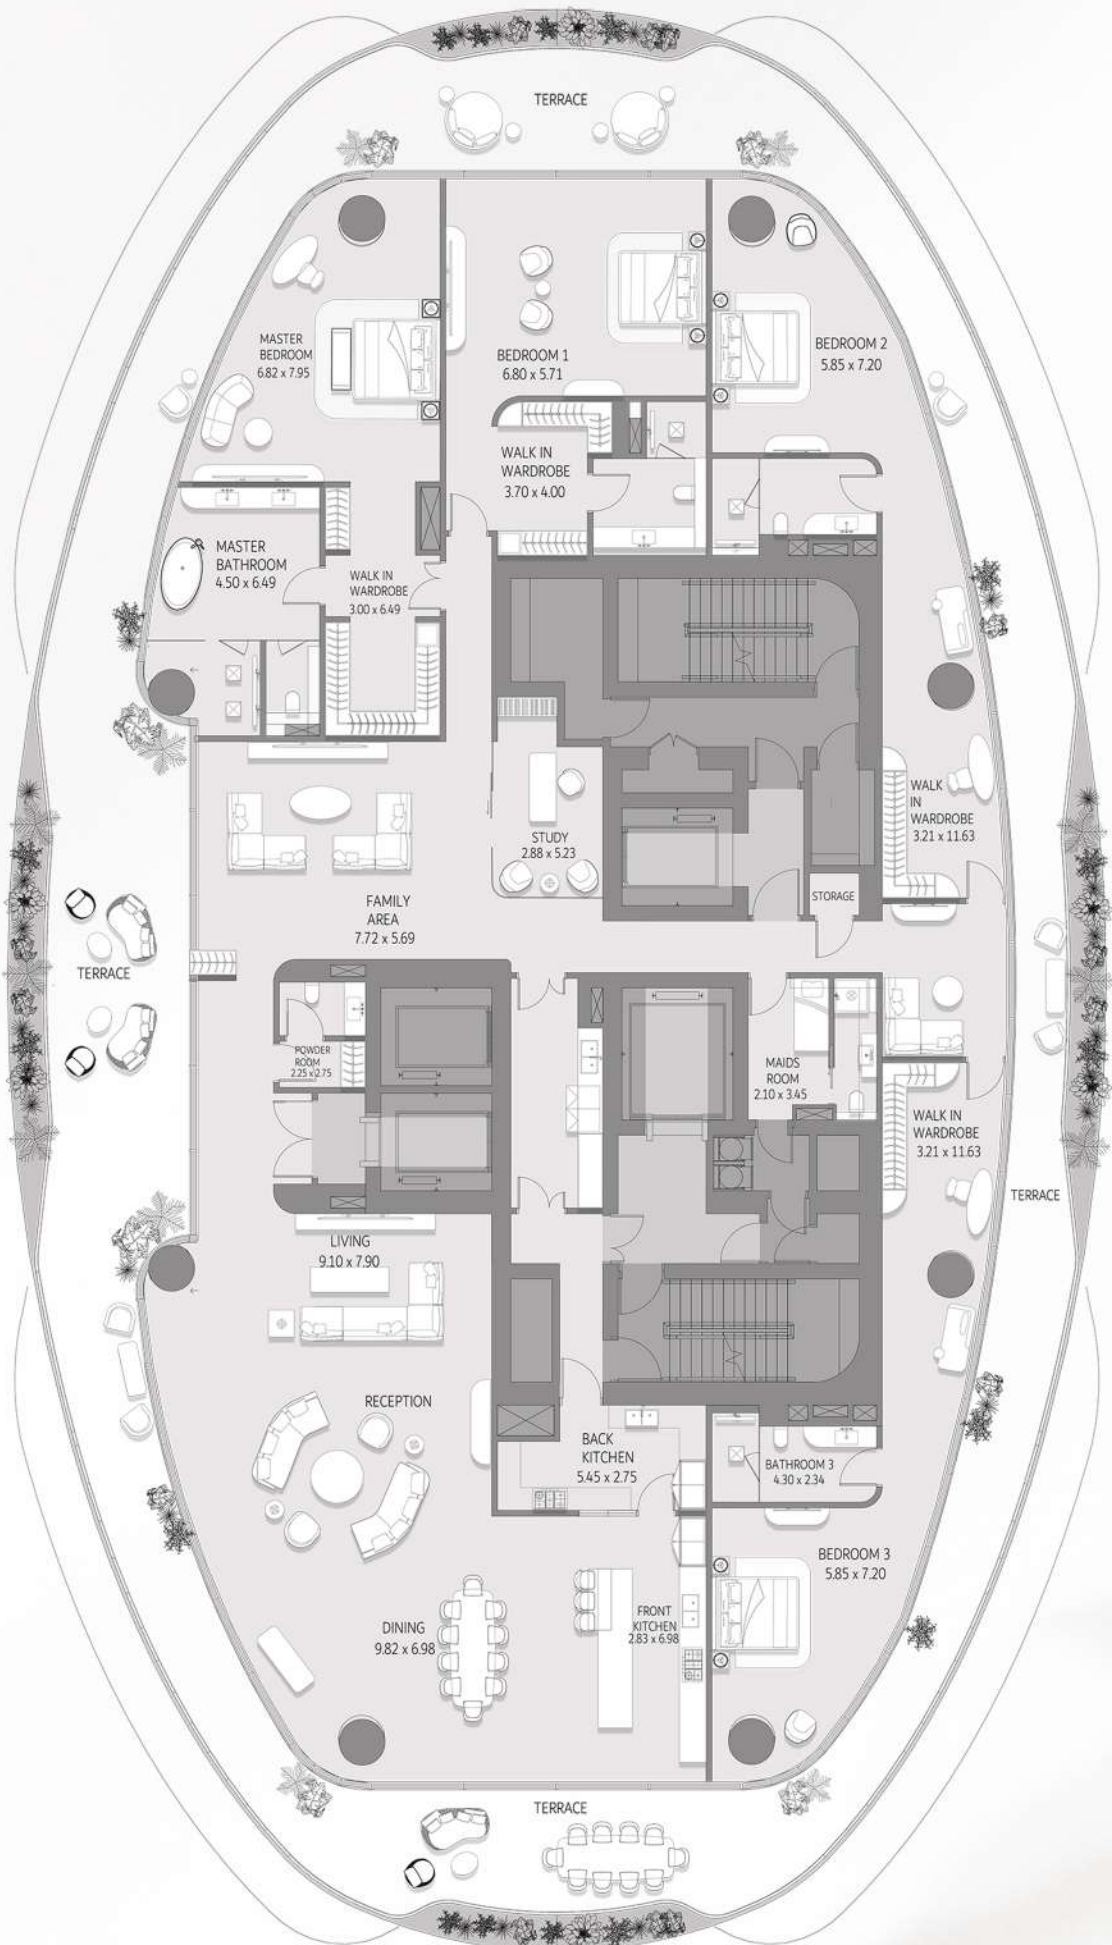 TERRACE
MASTER
BEDROOM
6.82 x 7.95
BEDROOM 1
6.80 x 5.71
BEDROOM 2
5.85 x 7.20
WALK IN
WARDROBE
3.70 x 4.00
MASTER
BATHROOM
4.50 x 6.49
WALK IN
WARDROBE
3.00 x 6.49
WALK
IN
WARDROBE
3.21 x 11.63
STUDY
2.88 x 5.23
STORAGE
FAMILY
AREA
7.72 x 5.69
TERRACE
POWDER
ROOM
2.25 x 2.75
MAIDS
ROOM
2.10 x 3.45
WALK IN
WARDROBE
3.21 x 11.63
TERRACE
LIVING
9.10 x 7.90
RECEPTION
BACK
KITCHEN
5.45 x 2.75
BATHROOM 3
4.30 x 2.34
BEDROOM 3
5.85 x 7.20
DINING
9.82 x 6.98
FRONT
KITCHEN
2.83 x 6.98
TERRACE